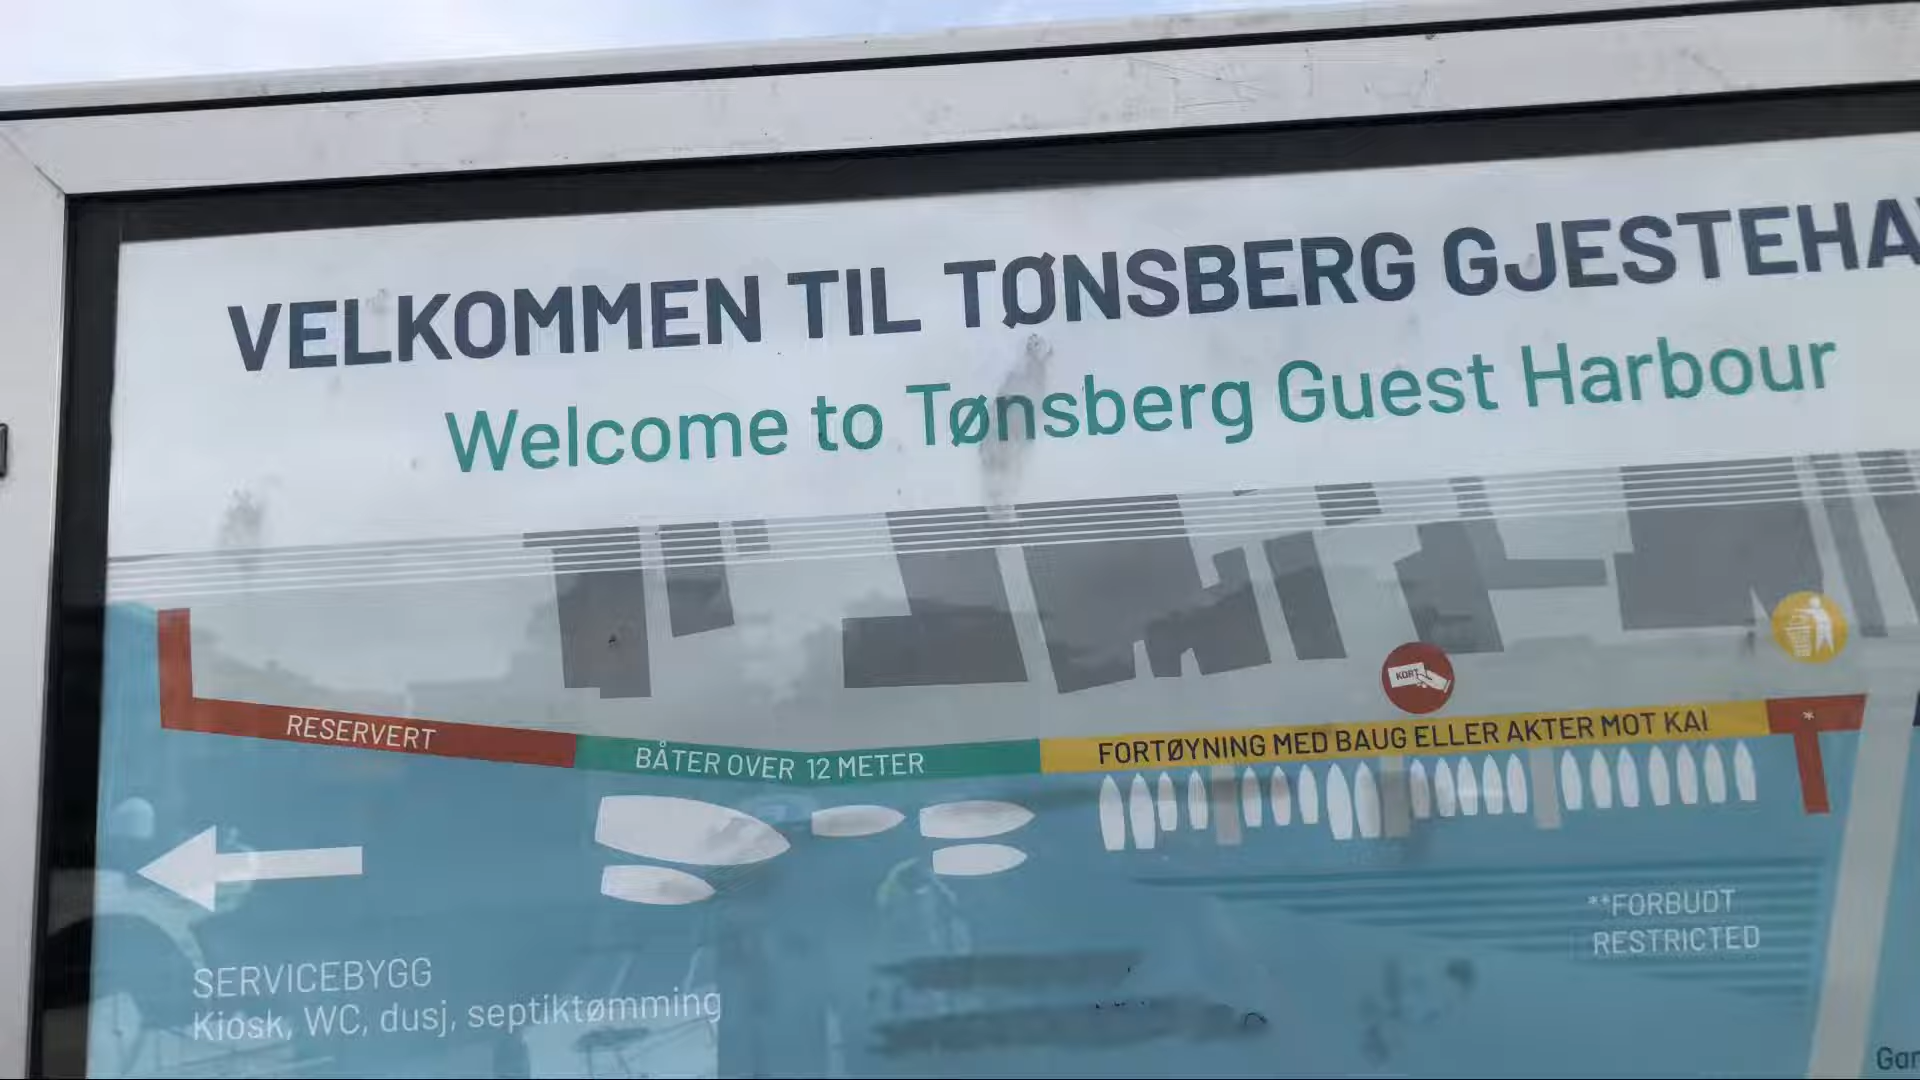 VELKOMMEN TIL TØNSBERG GJESTEHA
Welcome to Tønsberg Guest Harbour
KORT
RESERVERT
BÅTER OVER 12 METER
FORTØYNING MED BAUG ELLER AKTER MOT KAI
*
**FORBUDT
RESTRICTED
SERVICEBYGG
Kiosk, WC, dusj, septiktømming